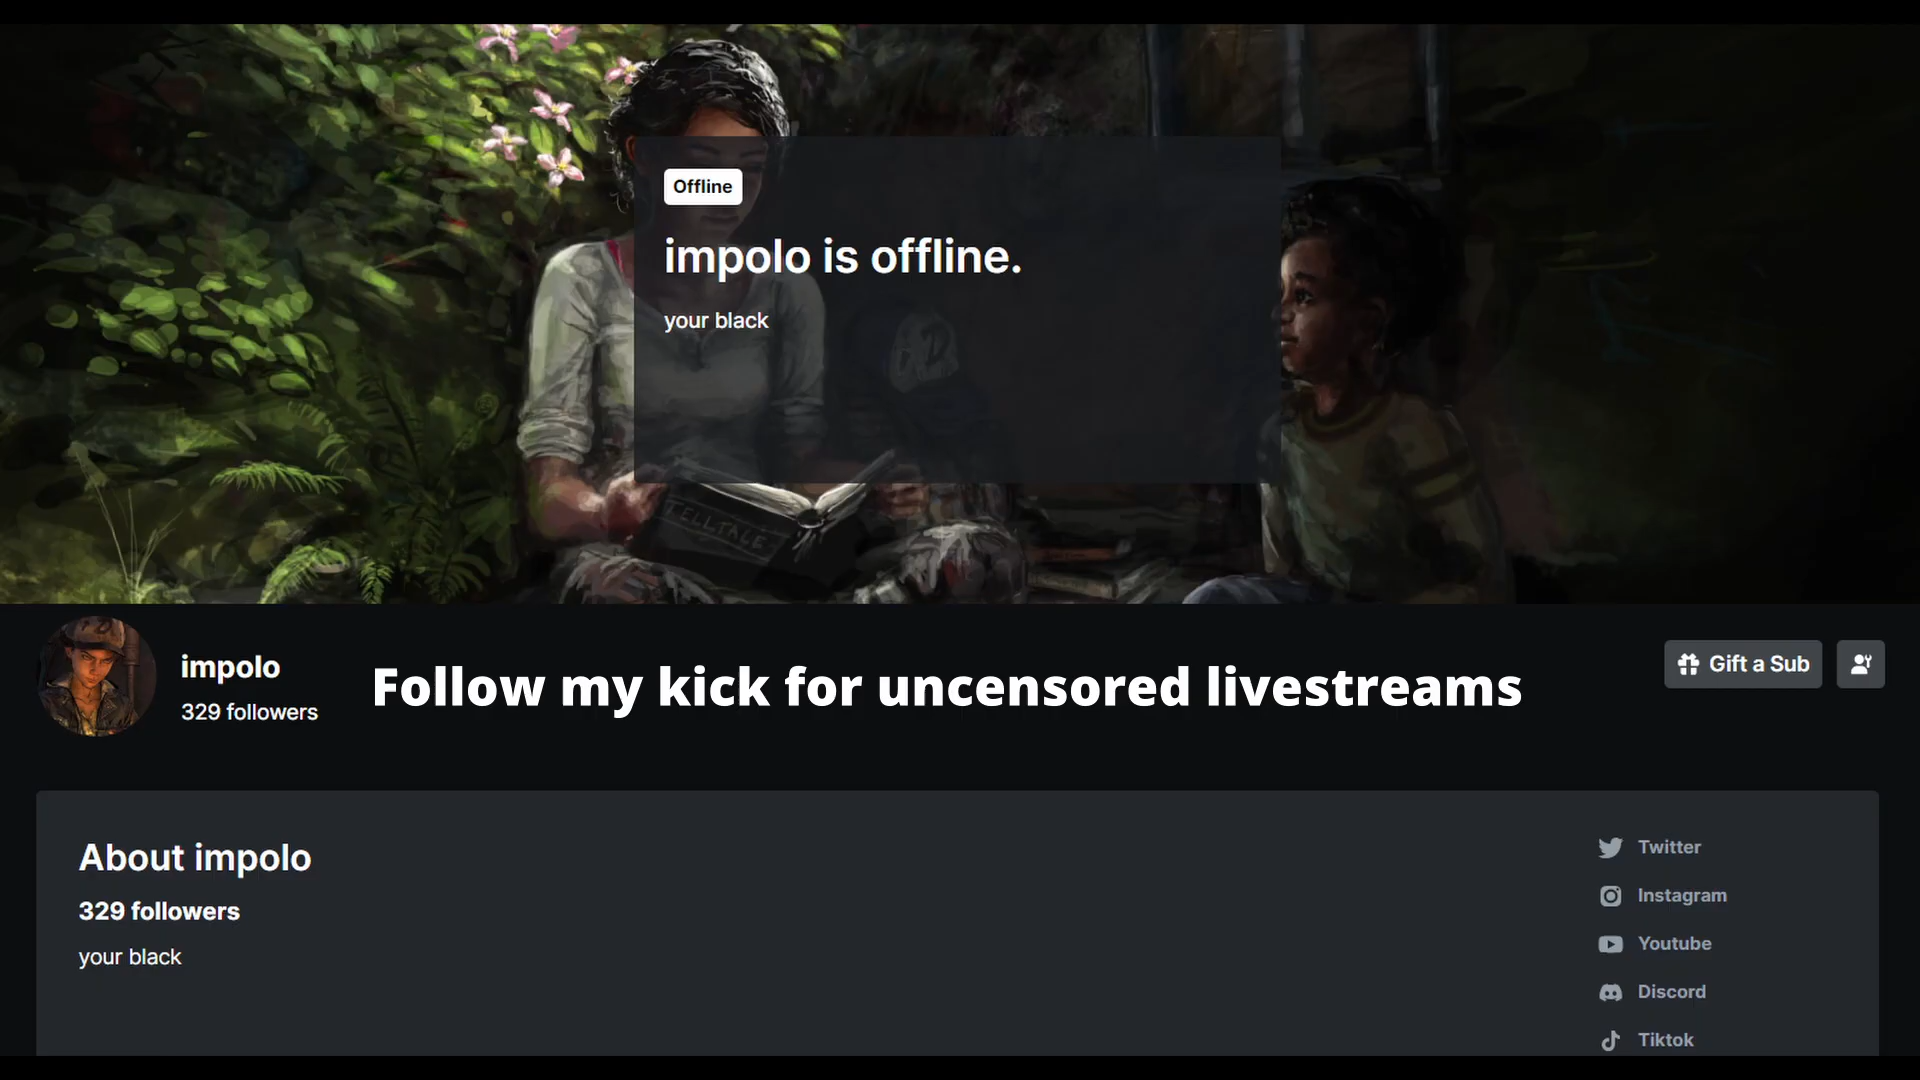 Offline
impolo is offline.
your black
TELLTALE
impolo
329 followers
Follow my kick for uncensored livestreams
Gift a Sub
About impolo
329 followers
your black
Twitter
Instagram
Youtube
Discord
Tiktok